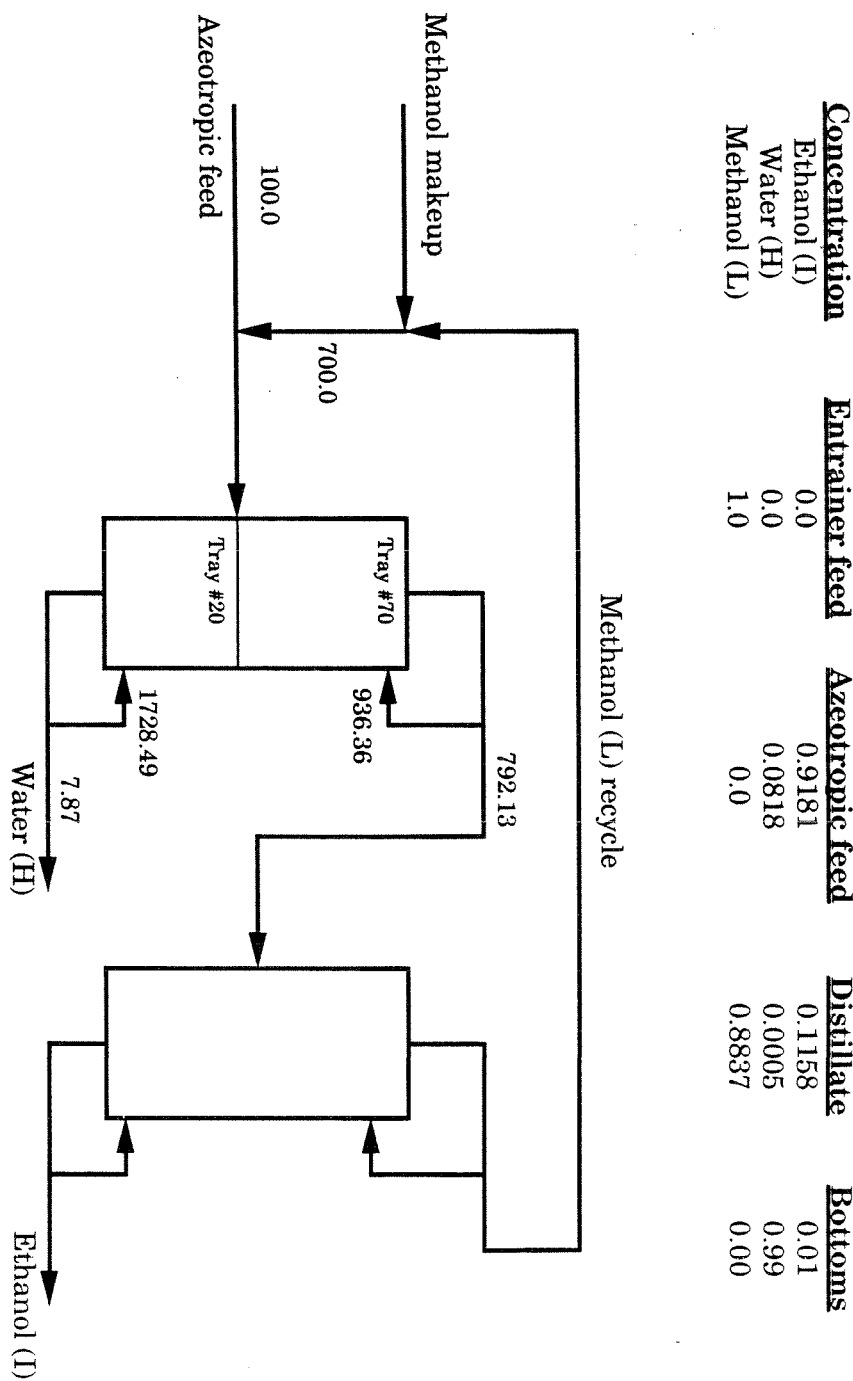 Concentration Entrainer feed Azeotropic feed Distillate Bottoms
Ethanol (I) 0.0 0.9181 0.1158 0.01
Water (H) 0.0 0.0818 0.0005 0.99
Methanol (L) 1.0 0.0 0.8837 0.00
Methanol (L) recycle
Methanol makeup
700.0
100.0
Azeotropic feed
Tray #70
Tray #20
792.13
936.36
1728.49
7.87
Water (H)
Ethanol (I)